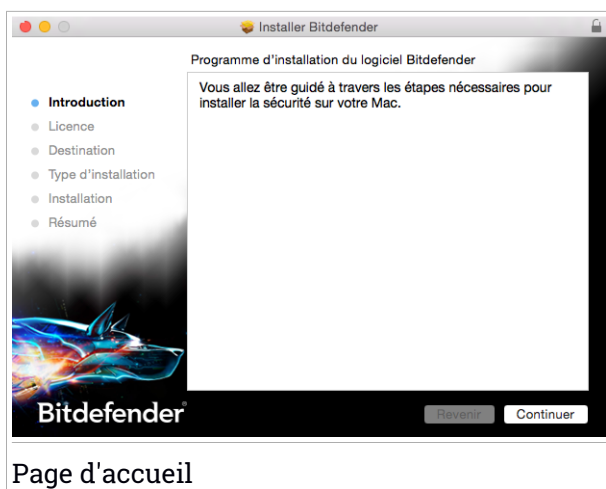 Installer Bitdefender
Programme d'installation du logiciel Bitdefender
Vous allez être guidé à travers les étapes nécessaires pour
installer la sécurité sur votre Mac.
Introduction
Licence
Destination
Type d'installation
Installation
Résumé
Bitdefender®
Revenir
Continuer
Page d'accueil